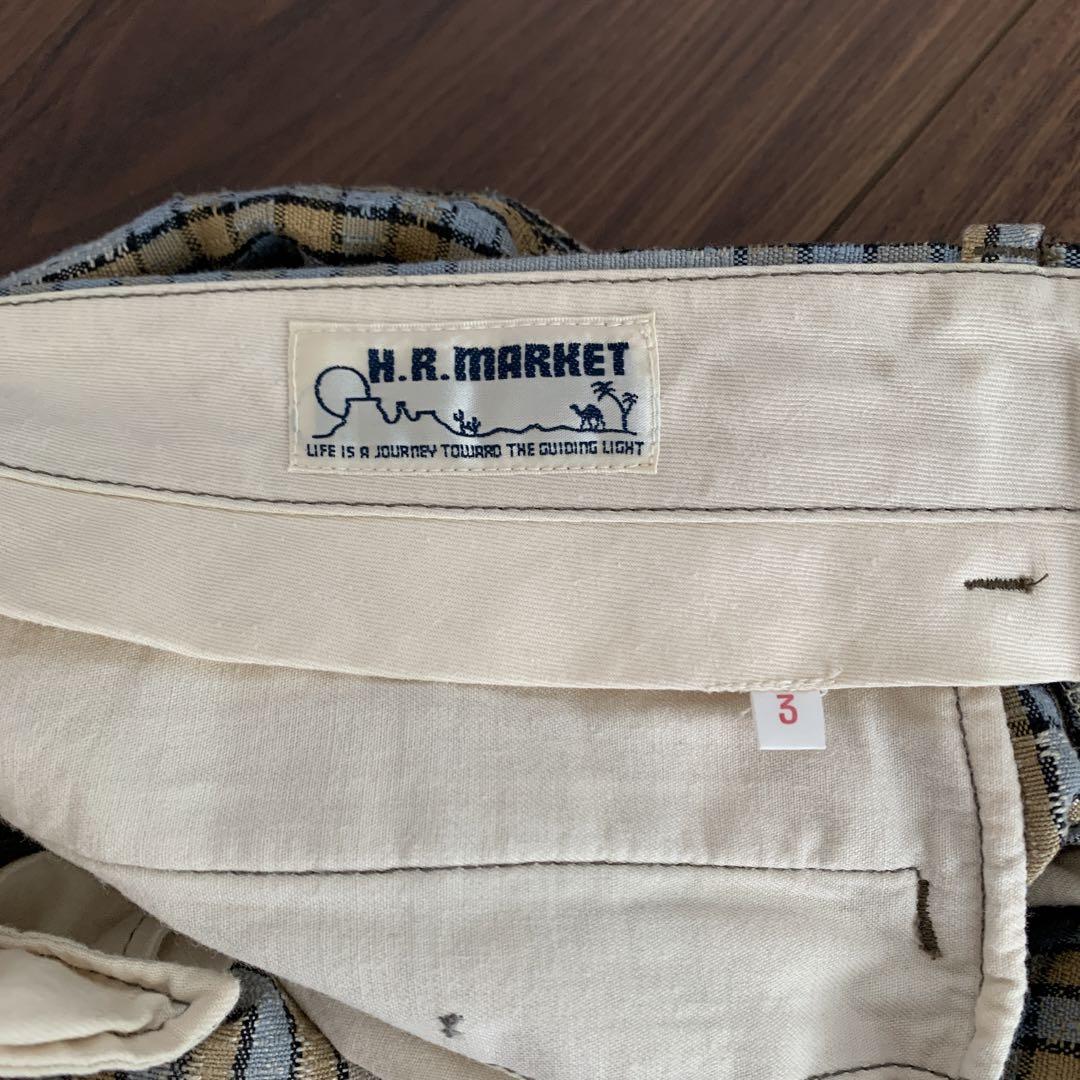 H.R.MARKET
LIFE IS A JOURNEY TOWARD THE GUIDING LIGHT
3